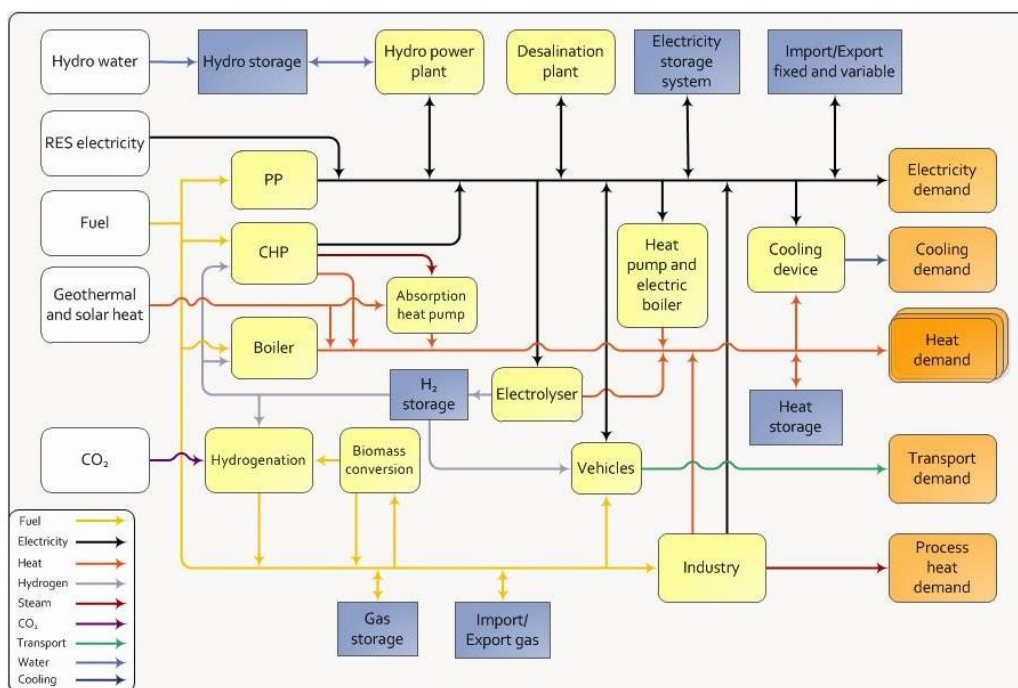 Hydro water
Hydro storage
Hydro power
plant
Desalination
plant
Electricity
storage
system
Import/Export
fixed and variable
RES electricity
PP
Electricity
demand
Fuel
CHP
Heat
pump and
electric
boiler
Cooling
device
Cooling
demand
Geothermal
and solar heat
Absorption
heat pump
Boiler
Heat
demand
H₂
storage
Electrolyser
Heat
storage
CO₂
Hydrogenation
Biomass
conversion
Vehicles
Transport
demand
Fuel
Electricity
Heat
Hydrogen
Steam
CO₂
Transport
Water
Cooling
Industry
Process
heat
demand
Gas
storage
Import/
Export gas